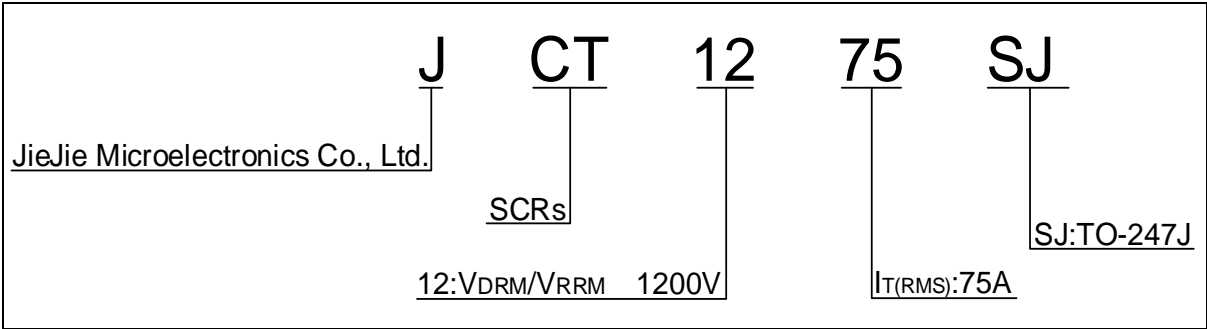 J CT 12 75 SJ
JieJie Microelectronics Co., Ltd.
SCRs
SJ:TO-247J
12:VDRM/VRRM 1200V
IT(RMS):75A